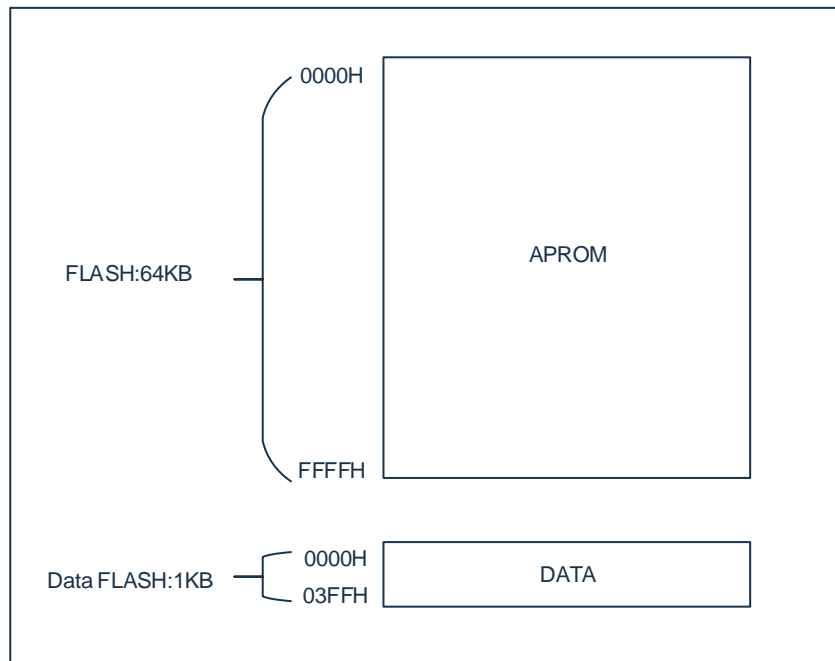 0000H
APROM
FLASH:64KB
FFFFH
0000H
DATA
Data FLASH:1KB
03FFH